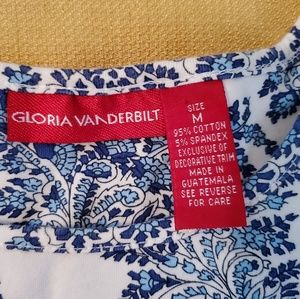 GLORIA VANDERBILT
SIZE
M
95% COTTON
5% SPANDEX
EXCLUSIVE OF
DECORATIVE TRIM
MADE IN
GUATEMALA
SEE REVERSE
FOR CARE